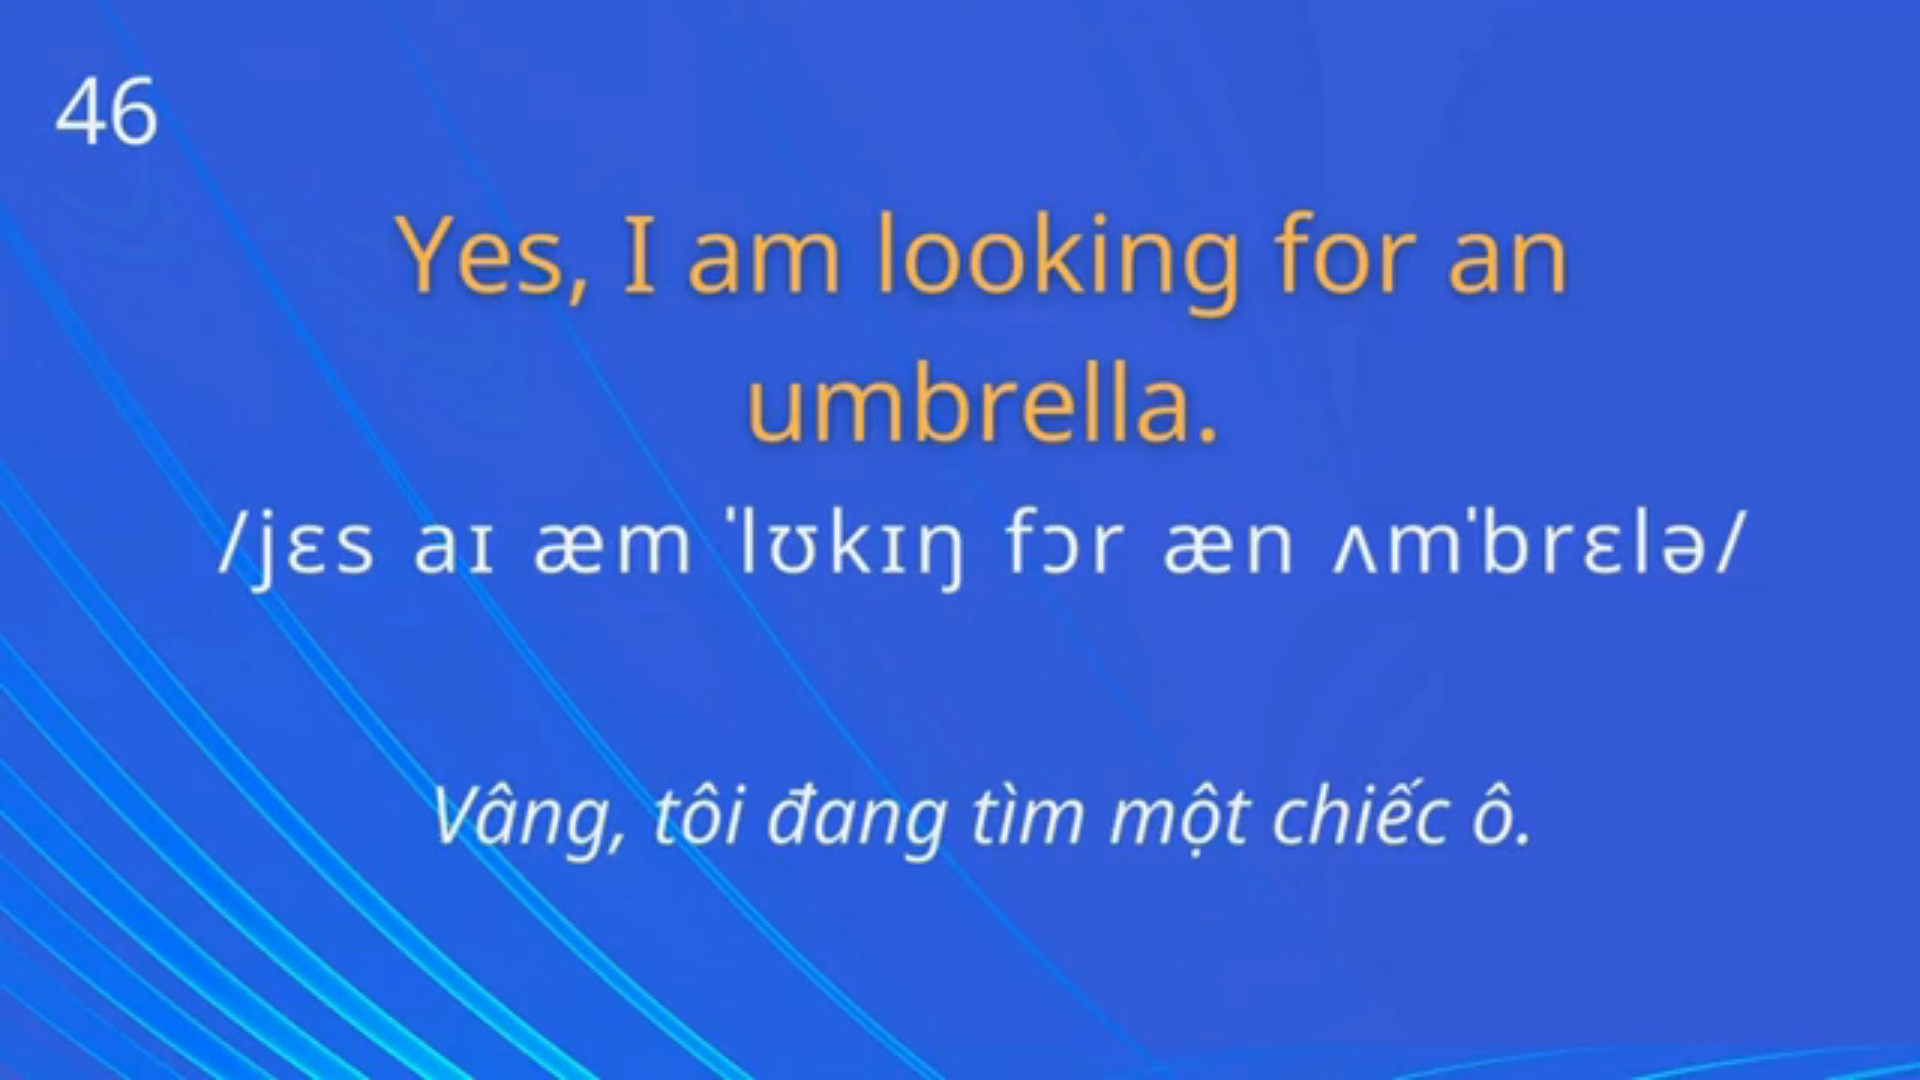 46
Yes, I am looking for an
umbrella.
/jɛs aɪ æm ˈlʊkɪŋ fɔr æn ʌmˈbrɛlə/
Vâng, tôi đang tìm một chiếc ô.